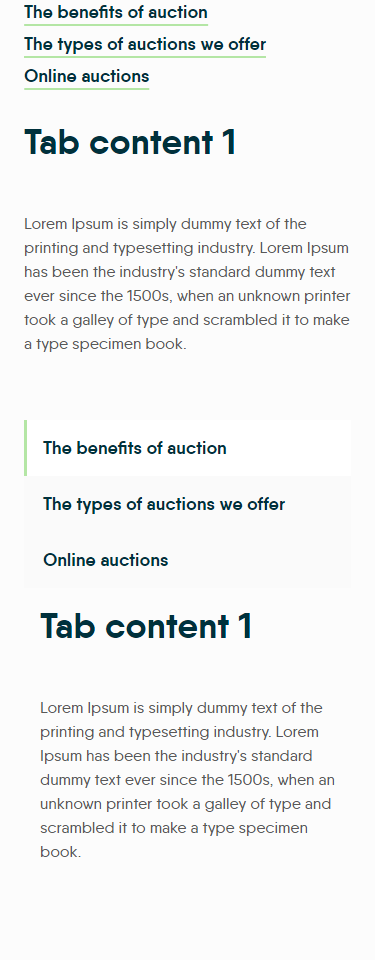 The benefits of auction
The types of auctions we offer
Online auctions
Tab content 1
Lorem Ipsum is simply dummy text of the
printing and typesetting industry. Lorem Ipsum
has been the industry's standard dummy text
ever since the 1500s, when an unknown printer
took a galley of type and scrambled it to make
a type specimen book.
The benefits of auction
The types of auctions we offer
Online auctions
Tab content 1
Lorem Ipsum is simply dummy text of the
printing and typesetting industry. Lorem
Ipsum has been the industry's standard
dummy text ever since the 1500s, when an
unknown printer took a galley of type and
scrambled it to make a type specimen
book.